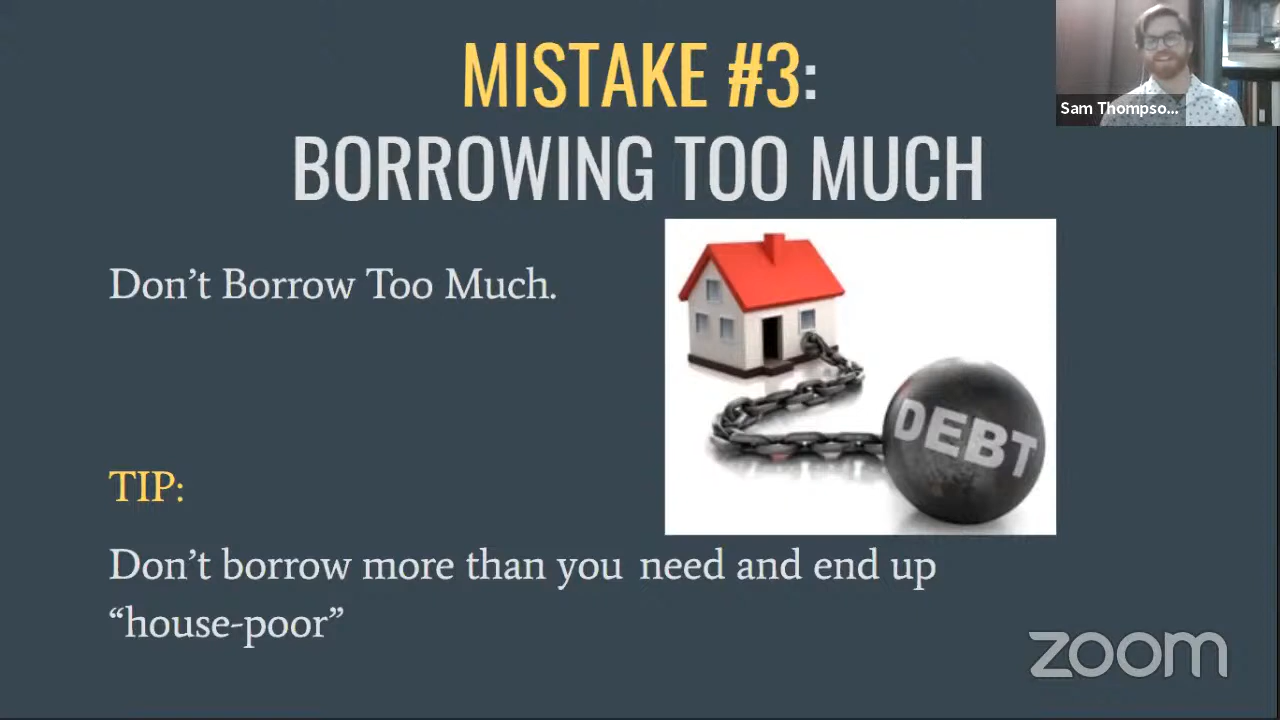 MISTAKE #3:
BORROWING TOO MUCH
Sam Thompso...
Don’t Borrow Too Much.
DEBT
TIP:
Don’t borrow more than you need and end up
“house-poor”
zoom